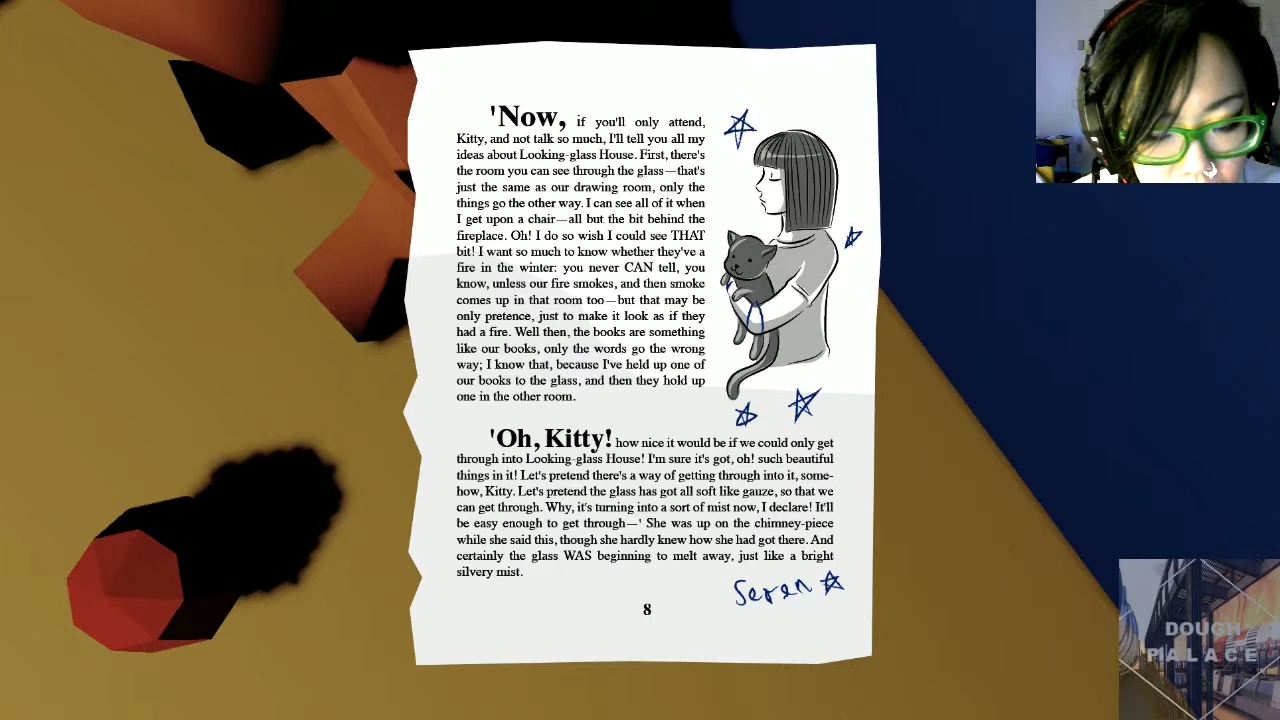 'Now, if you'll only attend,
Kitty, and not talk so much, I'll tell you all my
ideas about Looking-glass House. First, there's
the room you can see through the glass—that's
just the same as our drawing room, only the
things go the other way. I can see all of it when
I get upon a chair—all but the bit behind the
fireplace. Oh! I do so wish I could see THAT
bit! I want so much to know whether they've a
fire in the winter: you never CAN tell, you
know, unless our fire smokes, and then smoke
comes up in that room too—but that may be
only pretence, just to make it look as if they
had a fire. Well then, the books are something
like our books, only the words go the wrong
way; I know that, because I've held up one of
our books to the glass, and then they hold up
one in the other room.
'Oh, Kitty! how nice it would be if we could only get
through into Looking-glass House! I'm sure it's got, oh! such beautiful
things in it! Let's pretend there's a way of getting through into it, some-
how, Kitty. Let's pretend the glass has got all soft like gauze, so that we
can get through. Why, it's turning into a sort of mist now, I declare! It'll
be easy enough to get through—' She was up on the chimney-piece
while she said this, though she hardly knew how she had got there. And
certainly the glass WAS beginning to melt away, just like a bright
silvery mist.
Seren
8
DOUGH
PALACE